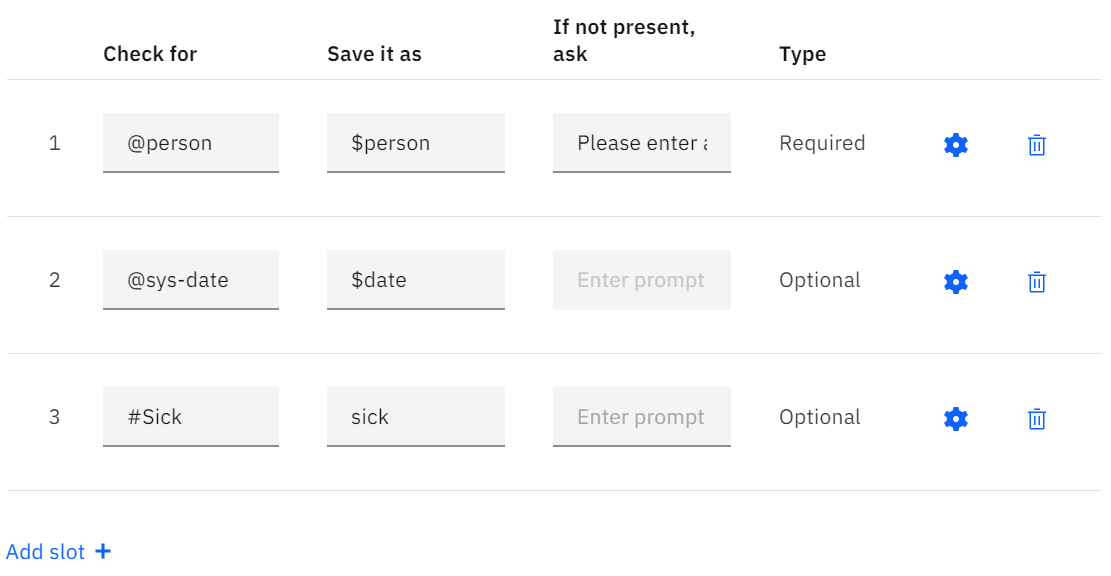 Check for Save it as If not present, ask Type
1 @person $person Please enter Required
2 @sys-date $date Enter prompt Optional
3 #Sick sick Enter prompt Optional
Add slot +